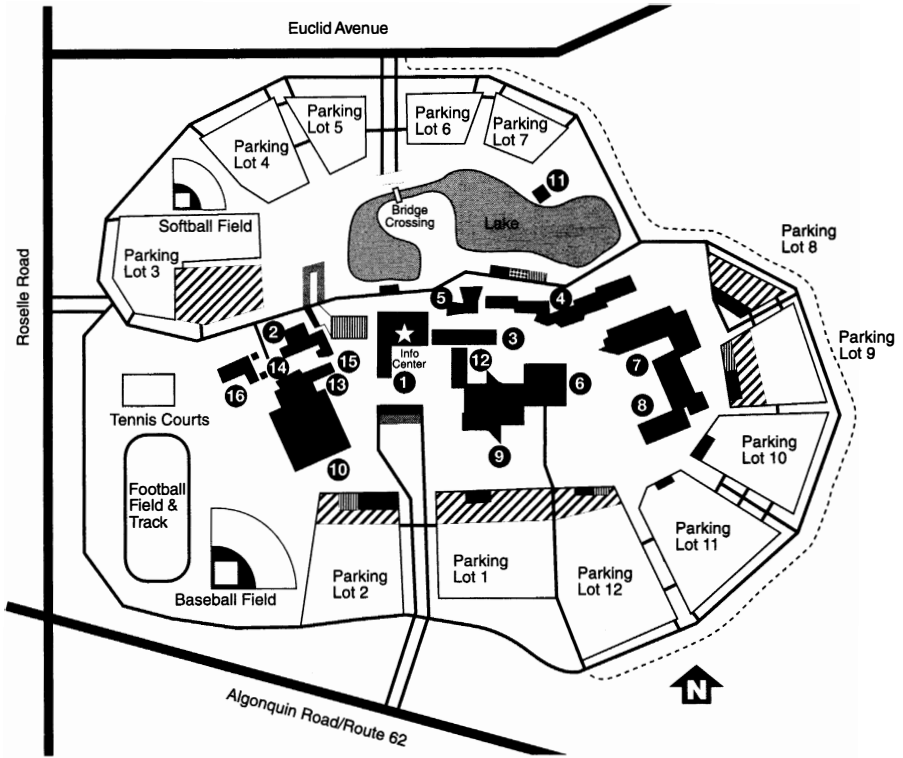 Euclid Avenue
Parking
Lot 5
Parking
Lot 6
Parking
Lot 7
Parking
Lot 4
11
Bridge
Crossing
Lake
Softball Field
Parking
Lot 8
Parking
Lot 3
Roselle Road
5
4
2
3
Parking
Lot 9
Info
Center
15
12
7
14
13
1
6
16
8
Tennis Courts
Parking
Lot 10
9
10
Football
Field &
Track
Parking
Lot 11
Parking
Lot 1
Parking
Lot 2
Parking
Lot 12
Baseball Field
N
Algonquin Road/Route 62